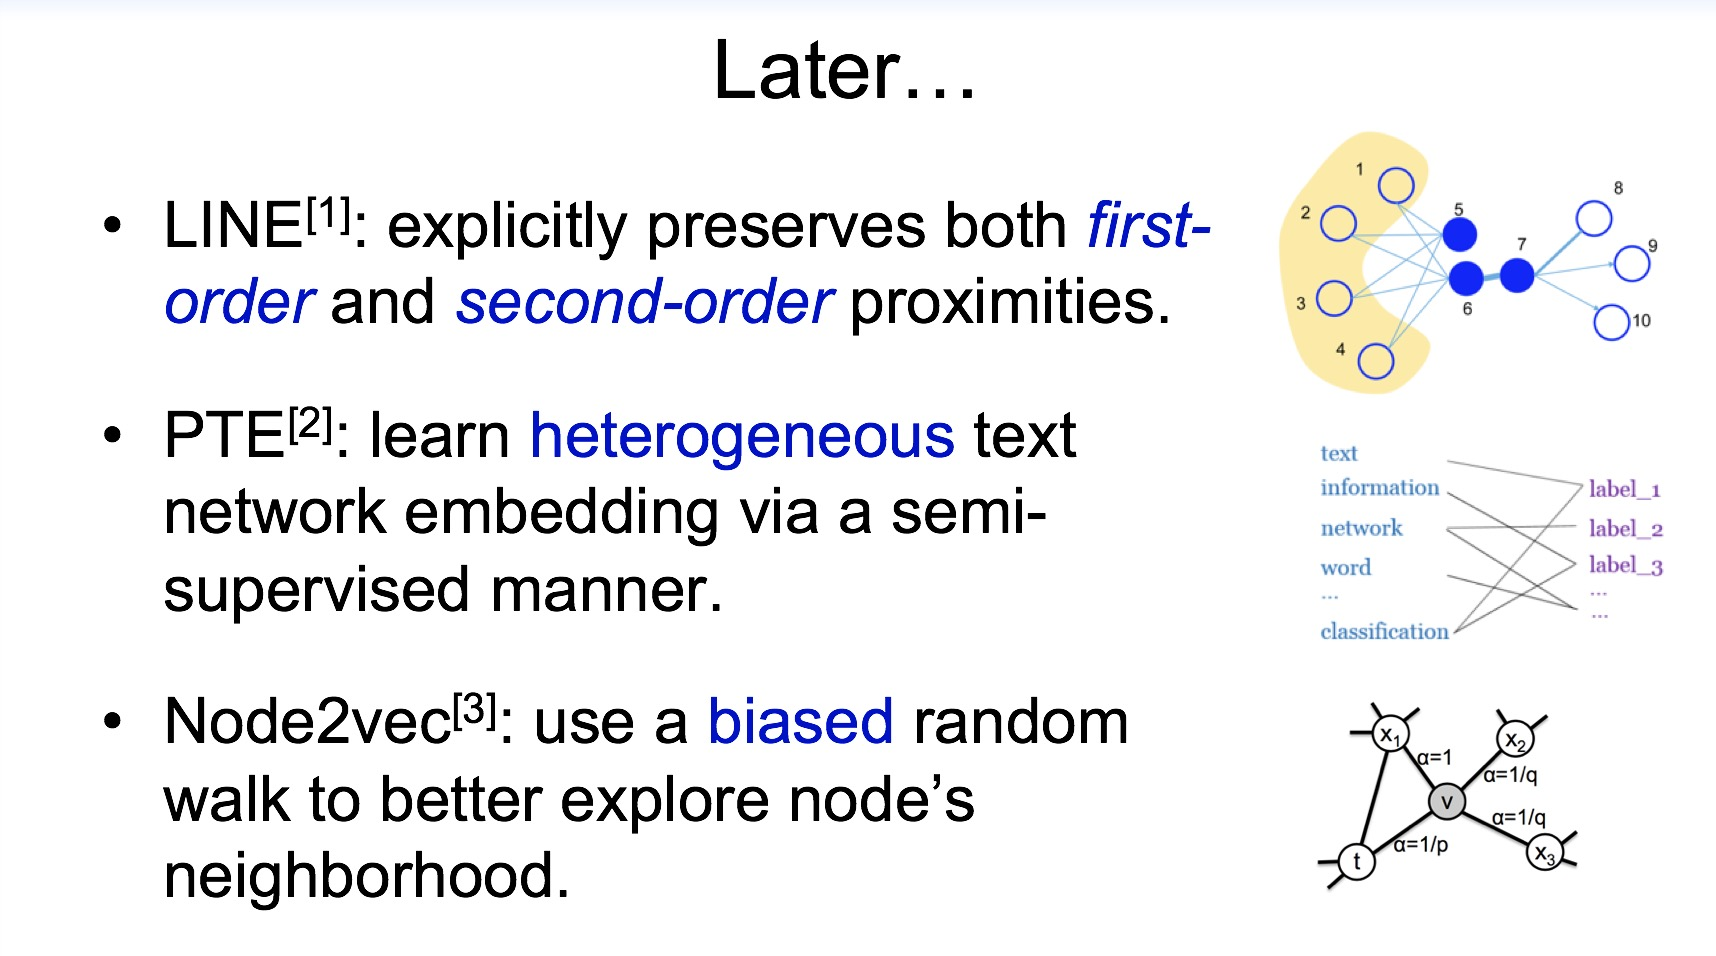 Later…
• LINE[1]: explicitly preserves both first-
order and second-order proximities.
• PTE[2]: learn heterogeneous text
network embedding via a semi-
supervised manner.
• Node2vec[3]: use a biased random
walk to better explore node’s
neighborhood.
1
2
3
4
5
6
7
8
9
10
text
information
network
word
...
classification
label_1
label_2
label_3
...
...
x1
x2
α=1
α=1/q
v
α=1/q
α=1/p
t
x3